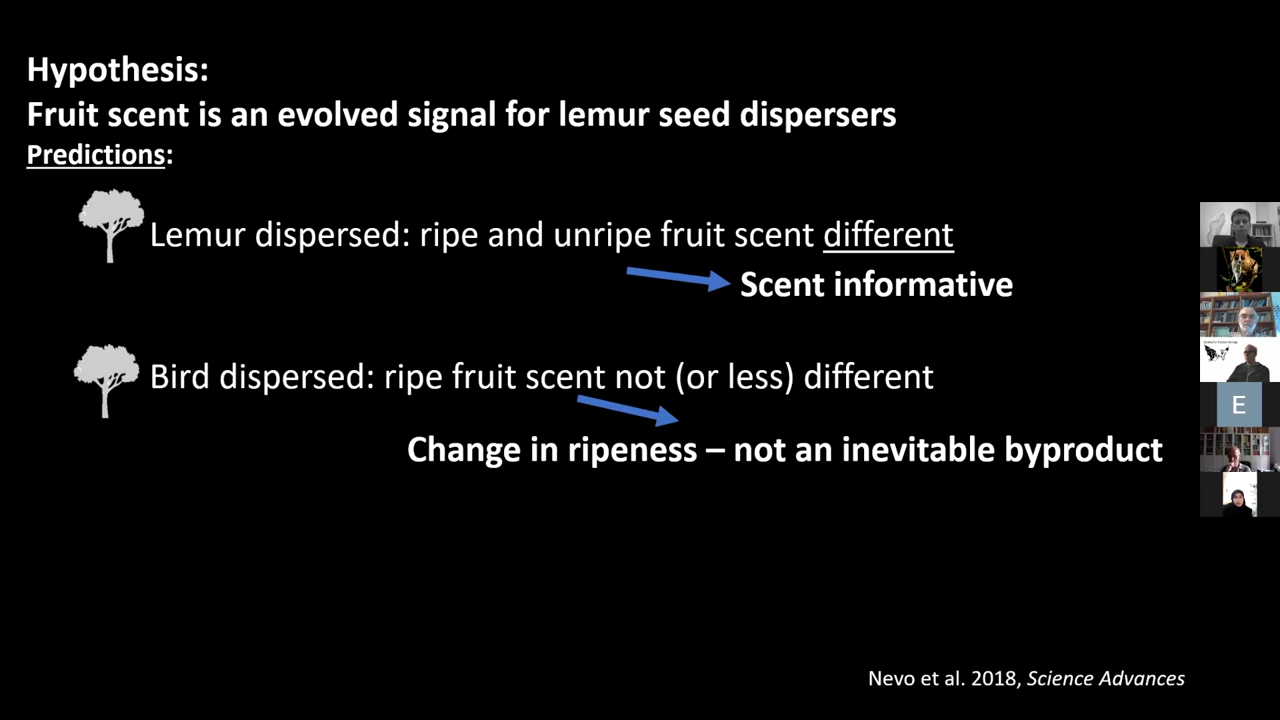 Hypothesis:
Fruit scent is an evolved signal for lemur seed dispersers
Predictions:
Lemur dispersed: ripe and unripe fruit scent different
Scent informative
Bird dispersed: ripe fruit scent not (or less) different
Change in ripeness – not an inevitable byproduct
Nevo et al. 2018, Science Advances
E